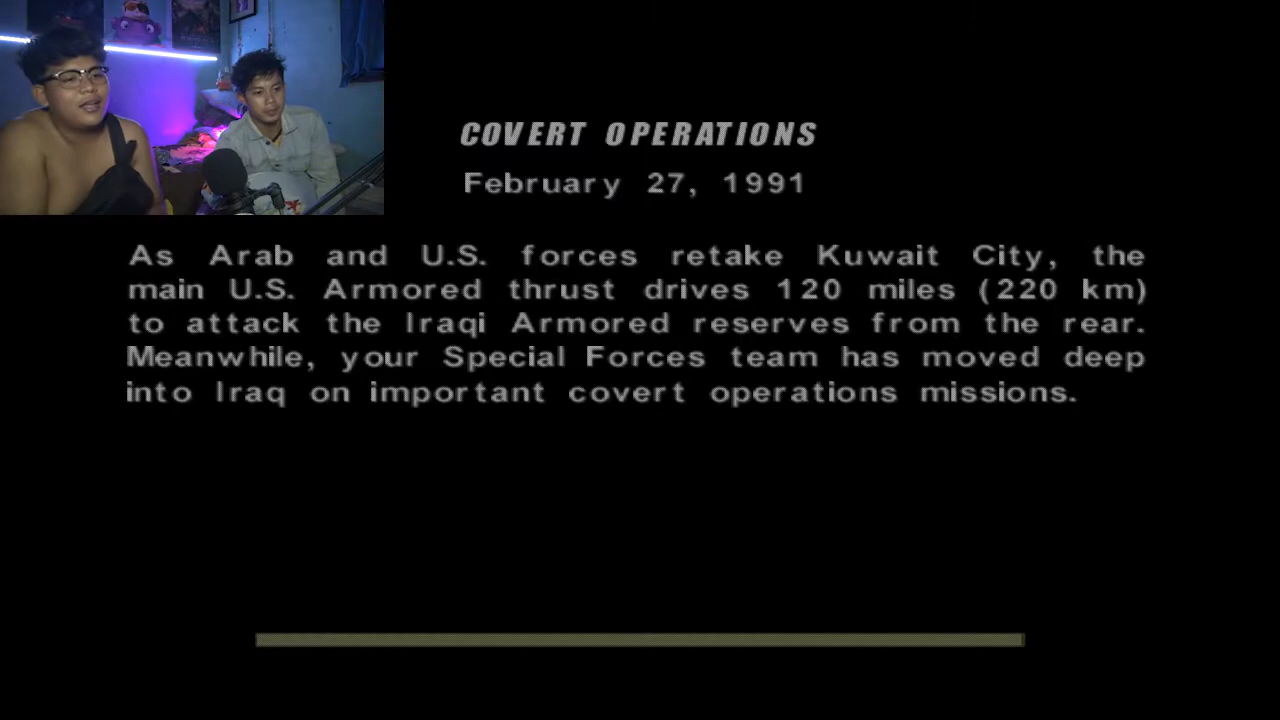 COVERT OPERATIONS
February 27, 1991
As Arab and U.S. forces retake Kuwait City, the
main U.S. Armored thrust drives 120 miles (220 km)
to attack the Iraqi Armored reserves from the rear.
Meanwhile, your Special Forces team has moved deep
into Iraq on important covert operations missions.